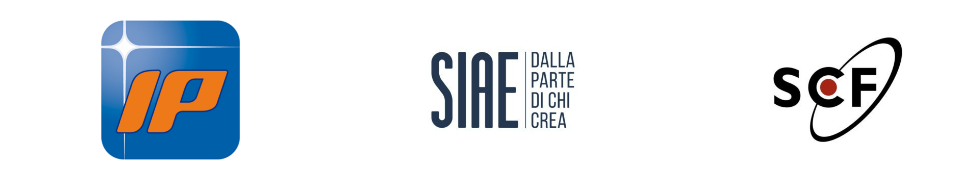 IP
SIAE
DALLA
PARTE
DI CHI
CREA
SCF